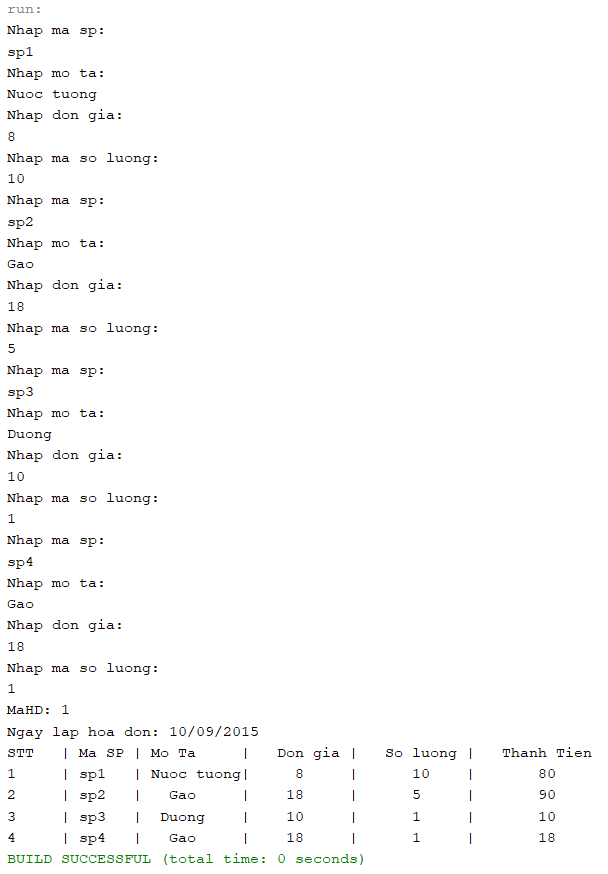 run:
Nhap ma sp:
sp1
Nhap mo ta:
Nuoc tuong
Nhap don gia:
8
Nhap ma so luong:
10
Nhap ma sp:
sp2
Nhap mo ta:
Gao
Nhap don gia:
18
Nhap ma so luong:
5
Nhap ma sp:
sp3
Nhap mo ta:
Duong
Nhap don gia:
10
Nhap ma so luong:
1
Nhap ma sp:
sp4
Nhap mo ta:
Gao
Nhap don gia:
18
Nhap ma so luong:
1
MaHD: 1
Ngay lap hoa don: 10/09/2015
STT | Ma SP | Mo Ta | Don gia | So luong | Thanh Tien
1 | sp1 | Nuoc tuong| 8 | 10 | 80
2 | sp2 | Gao | 18 | 5 | 90
3 | sp3 | Duong | 10 | 1 | 10
4 | sp4 | Gao | 18 | 1 | 18
BUILD SUCCESSFUL (total time: 0 seconds)